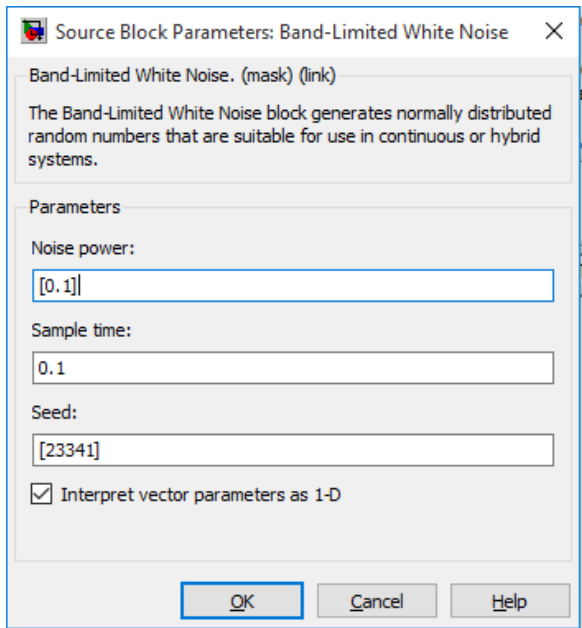 Source Block Parameters: Band-Limited White Noise
Band-Limited White Noise. (mask) (link)
The Band-Limited White Noise block generates normally distributed
random numbers that are suitable for use in continuous or hybrid
systems.
Parameters
Noise power:
[0.1]
Sample time:
0.1
Seed:
[23341]
Interpret vector parameters as 1-D
OK Cancel Help